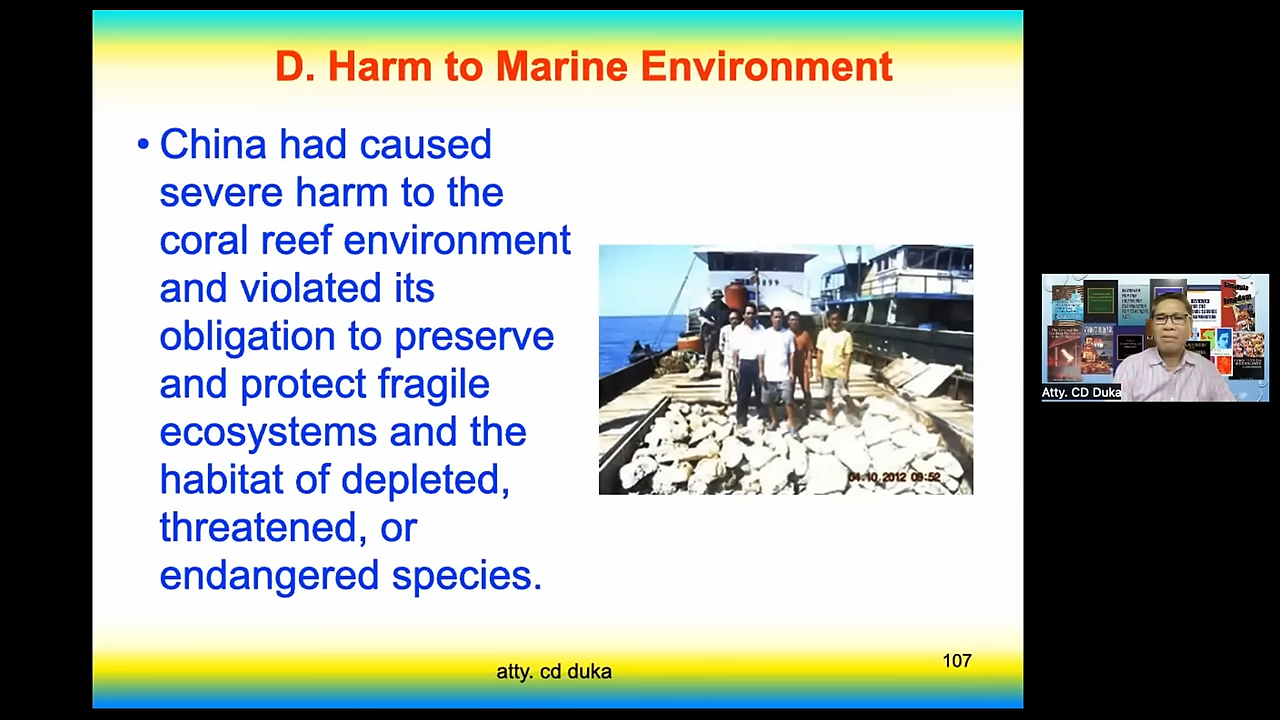 D. Harm to Marine Environment
• China had caused
severe harm to the
coral reef environment
and violated its
obligation to preserve
and protect fragile
ecosystems and the
habitat of depleted,
threatened, or
endangered species.
04.10.2012 09:52
atty. cd duka
107
Atty. CD Duka